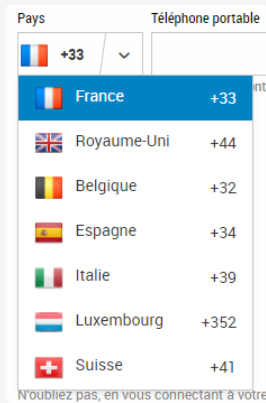 Pays Téléphone portable
+33
France +33
Royaume-Uni +44
Belgique +32
Espagne +34
Italie +39
Luxembourg +352
Suisse +41
N'oubliez pas, en vous connectant à votre